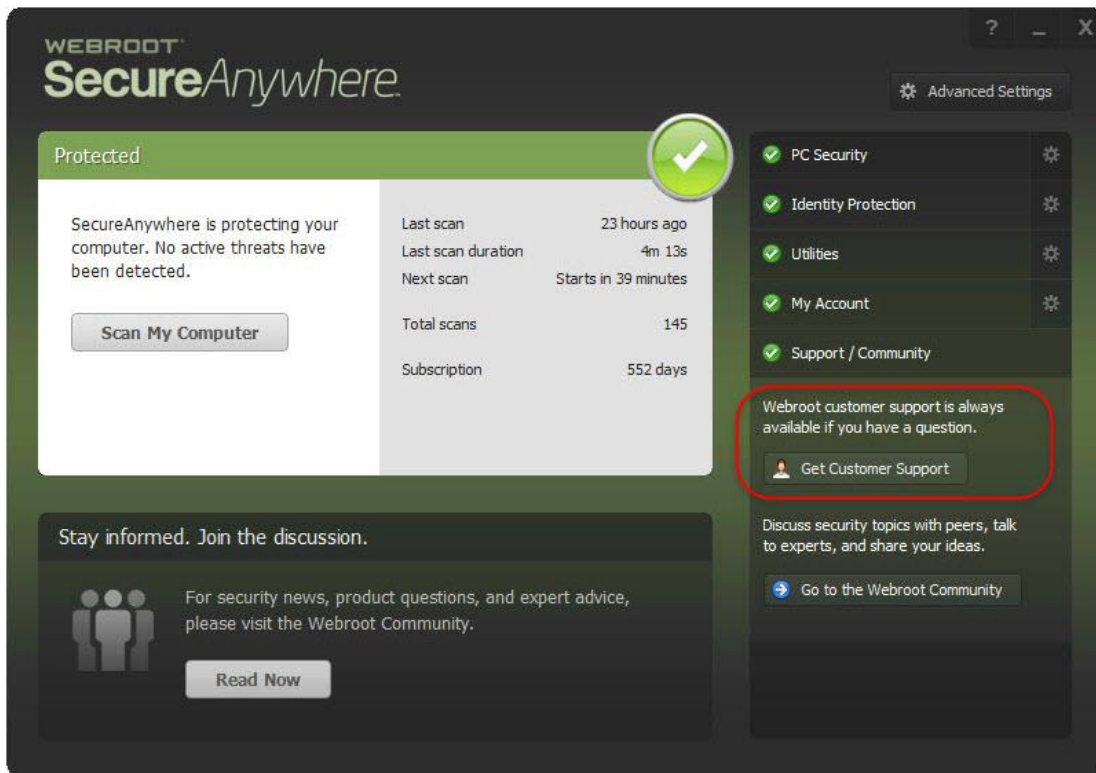 WEBROOT
SecureAnywhere
? _ X
Advanced Settings
Protected
SecureAnywhere is protecting your
computer. No active threats have
been detected.
Scan My Computer
Last scan 23 hours ago
Last scan duration 4m 13s
Next scan Starts in 39 minutes
Total scans 145
Subscription 552 days
PC Security
Identity Protection
Utilities
My Account
Support / Community
Webroot customer support is always
available if you have a question.
Get Customer Support
Discuss security topics with peers, talk
to experts, and share your ideas.
Go to the Webroot Community
Stay informed. Join the discussion.
For security news, product questions, and expert advice,
please visit the Webroot Community.
Read Now